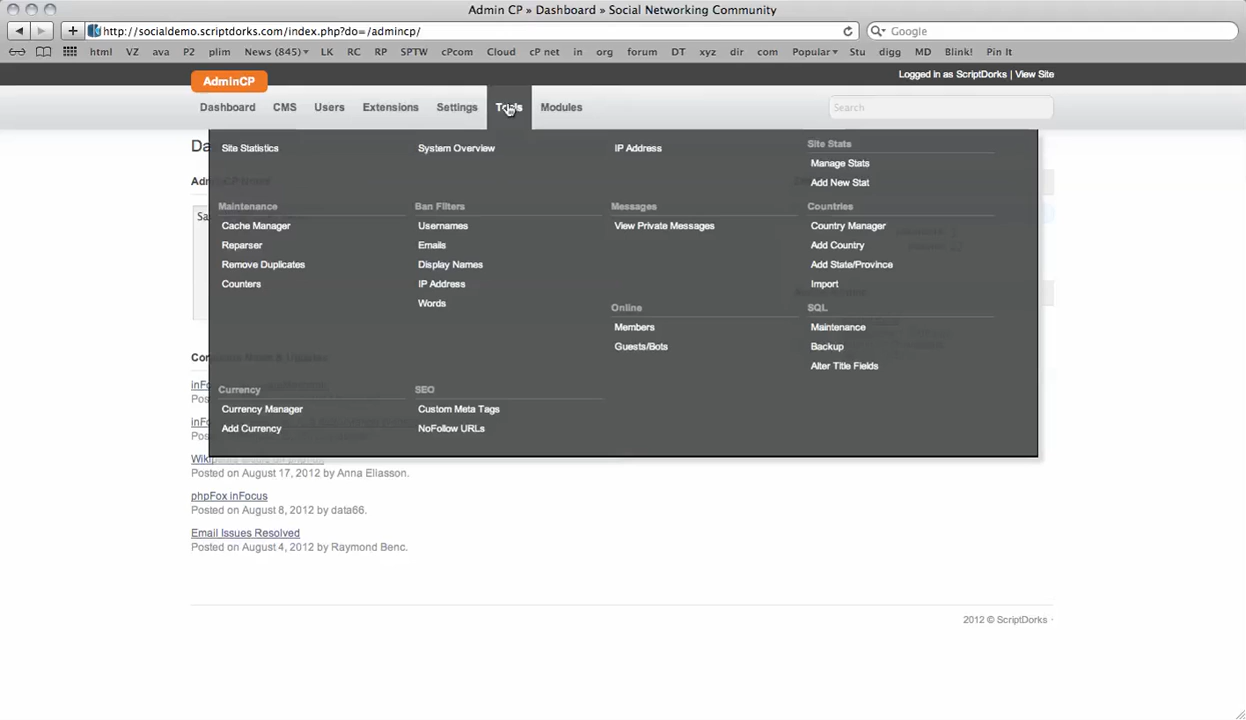 Admin CP » Dashboard » Social Networking Community
http://socialdemo.scriptdorks.com/index.php?do=/admincp/
Google
html VZ ava P2 plim News (845) LK RC RP SPTW cPcom Cloud cP net in org forum DT xyz dir com Popular Stu digg MD Blink! Pin It
AdminCP
Logged in as ScriptDorks | View Site
Dashboard CMS Users Extensions Settings Tools Modules
Search
Da
Site Statistics System Overview IP Address Site Stats
Manage Stats
Add New Stat
Maintenance Ban Filters Messages Countries
Cache Manager Usernames View Private Messages Country Manager
Reparser Emails Add Country
Remove Duplicates Display Names Add State/Province
Counters IP Address Import
Words Online SQL
Members Maintenance
Guests/Bots Backup
Alter Title Fields
Currency SEO
Currency Manager Custom Meta Tags
Add Currency NoFollow URLs
Posted on August 17, 2012 by Anna Eliasson.
phpFox inFocus
Posted on August 8, 2012 by data66.
Email Issues Resolved
Posted on August 4, 2012 by Raymond Benc.
2012 © ScriptDorks ·